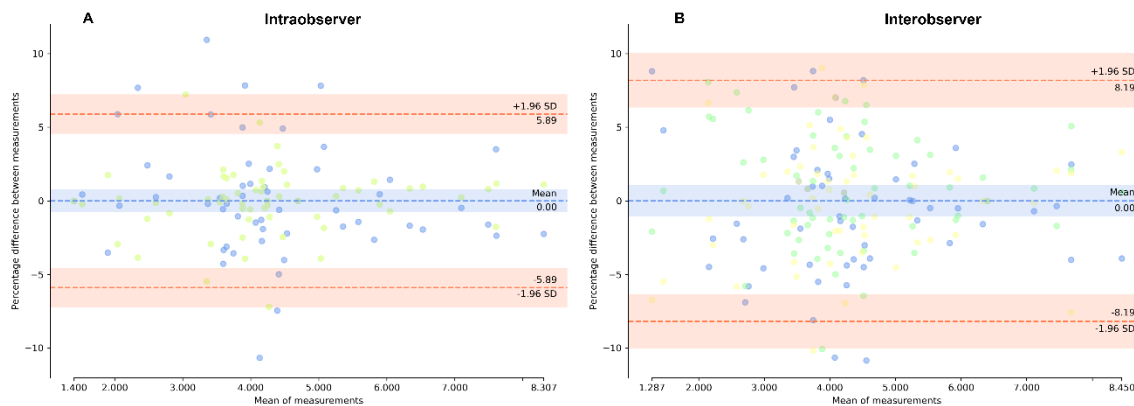 A
Intraobserver
Percentage difference between measurements
10
5
0
−5
−10
+1.96 SD
5.89
Mean
0.00
-5.89
-1.96 SD
1.400
2.000
3.000
4.000
5.000
6.000
7.000
8.307
Mean of measurements
B
Interobserver
Percentage difference between measurements
10
5
0
−5
−10
+1.96 SD
8.19
Mean
0.00
-8.19
-1.96 SD
1.287
2.000
3.000
4.000
5.000
6.000
7.000
8.450
Mean of measurements